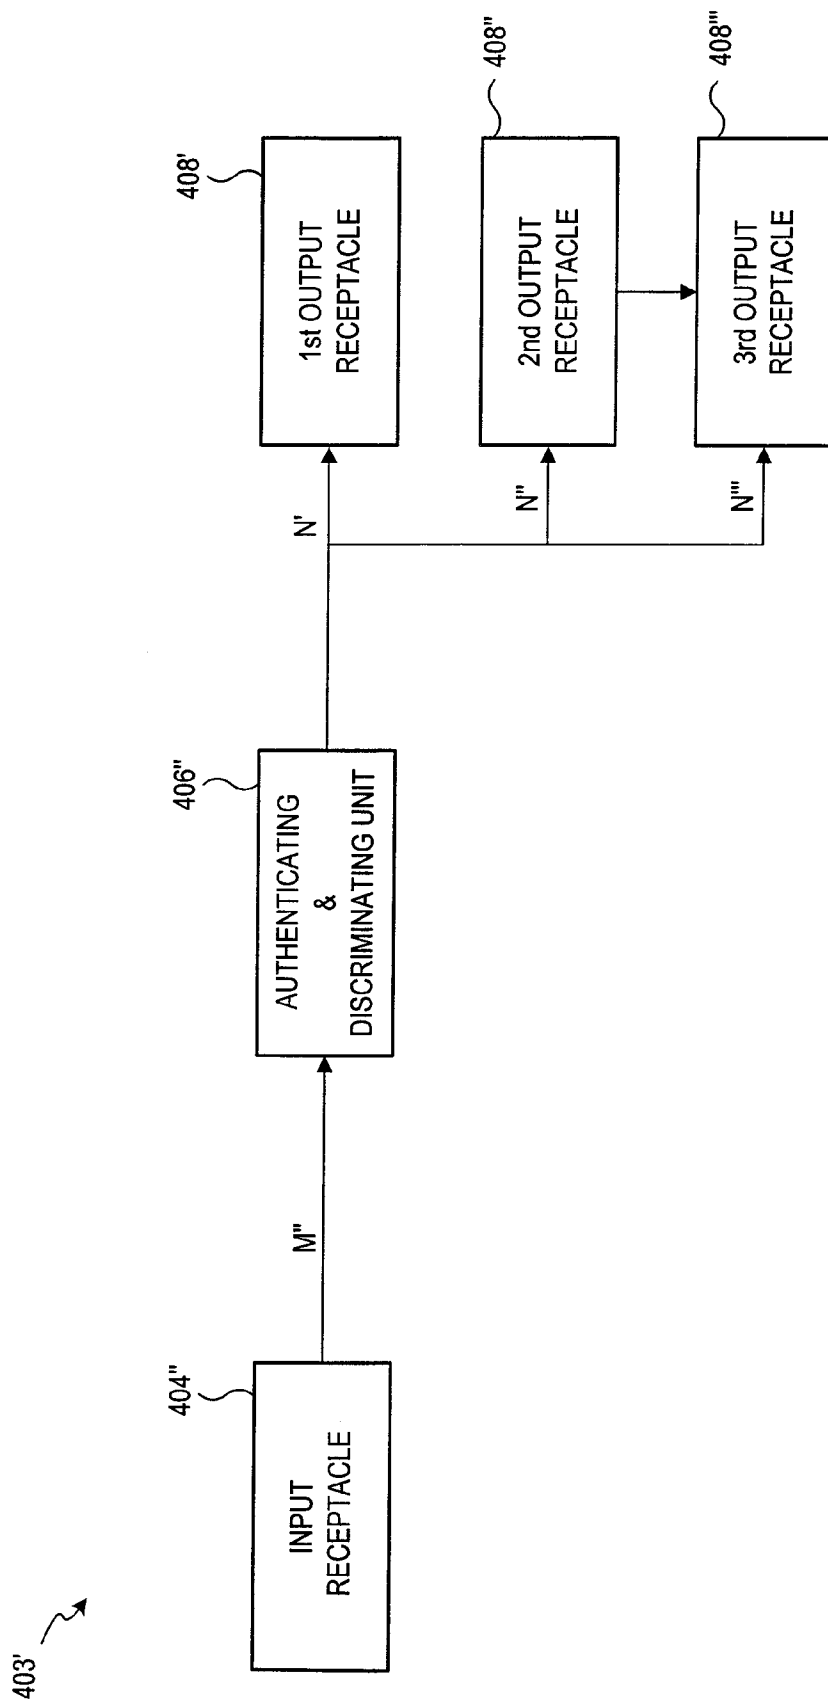 403'
404"
INPUT
RECEPTACLE
M"
406"
AUTHENTICATING
&
DISCRIMINATING UNIT
N'
408'
1st OUTPUT
RECEPTACLE
N"
408"
2nd OUTPUT
RECEPTACLE
N'''
408'''
3rd OUTPUT
RECEPTACLE